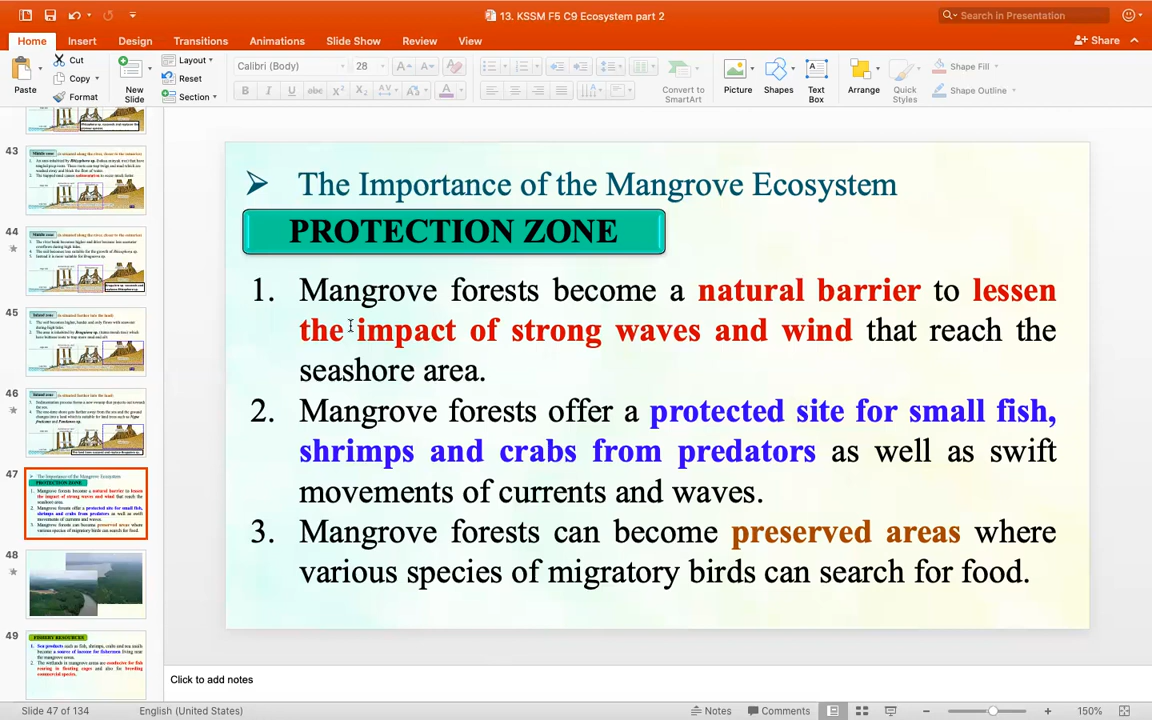 13. KSSM F5 C9 Ecosystem part 2
Search in Presentation
Home Insert Design Transitions Animations Slide Show Review View
Share
Paste
Cut
Copy
Format
New Slide
Layout
Reset
Section
Calibri (Body) 28
Convert to SmartArt
Picture
Shapes
Text Box
Arrange
Quick Styles
Shape Fill
Shape Outline
43
44
45
46
47
48
49
FISHERY RESOURCES
The Importance of the Mangrove Ecosystem
PROTECTION ZONE
1. Mangrove forests become a natural barrier to lessen
the impact of strong waves and wind that reach the
seashore area.
2. Mangrove forests offer a protected site for small fish,
shrimps and crabs from predators as well as swift
movements of currents and waves.
3. Mangrove forests can become preserved areas where
various species of migratory birds can search for food.
Click to add notes
Slide 47 of 134
English (United States)
Notes
Comments
150%